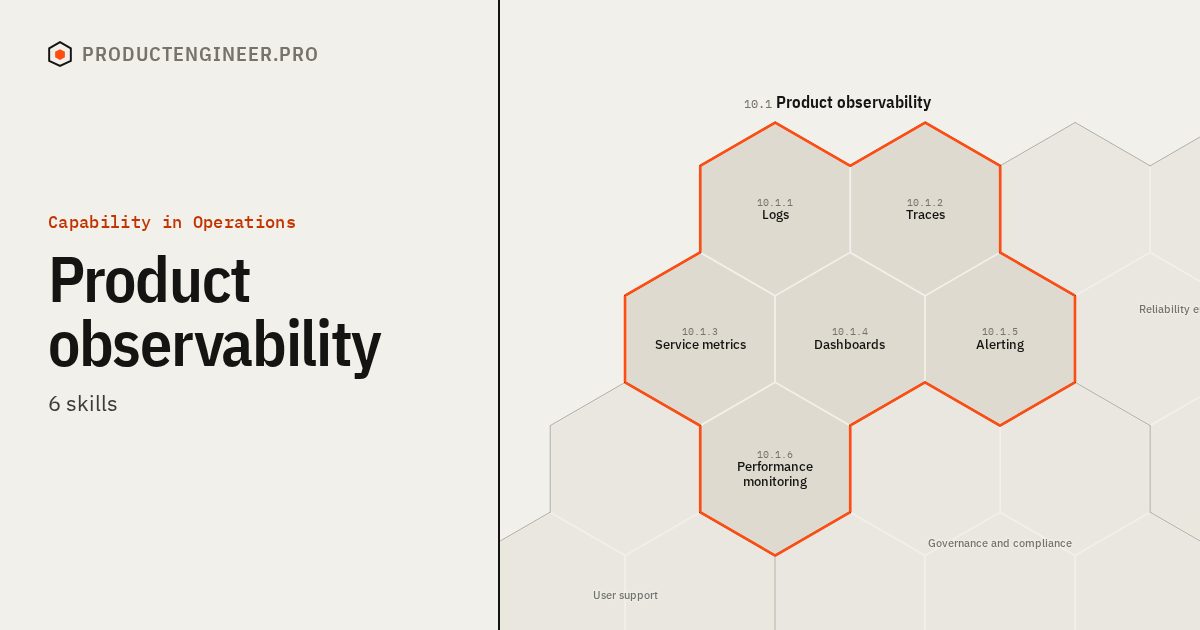 PRODUCTENGINEER.PRO
Capability in Operations
Product
observability
6 skills
10.1 Product observability
10.1.1
Logs
10.1.2
Traces
10.1.3
Service metrics
10.1.4
Dashboards
10.1.5
Alerting
10.1.6
Performance
monitoring
Reliability
Governance and compliance
User support